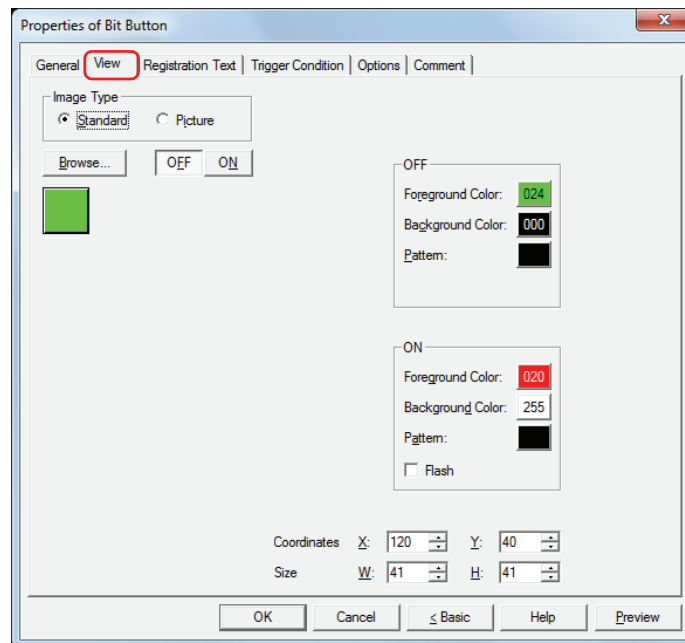 Properties of Bit Button
General View Registration Text Trigger Condition Options Comment
Image Type
Standard Picture
Browse... OFF ON
OFF
Foreground Color: 024
Background Color: 000
Pattern:
ON
Foreground Color: 020
Background Color: 255
Pattern:
Flash
Coordinates X: 120 Y: 40
Size W: 41 H: 41
OK Cancel < Basic Help Preview